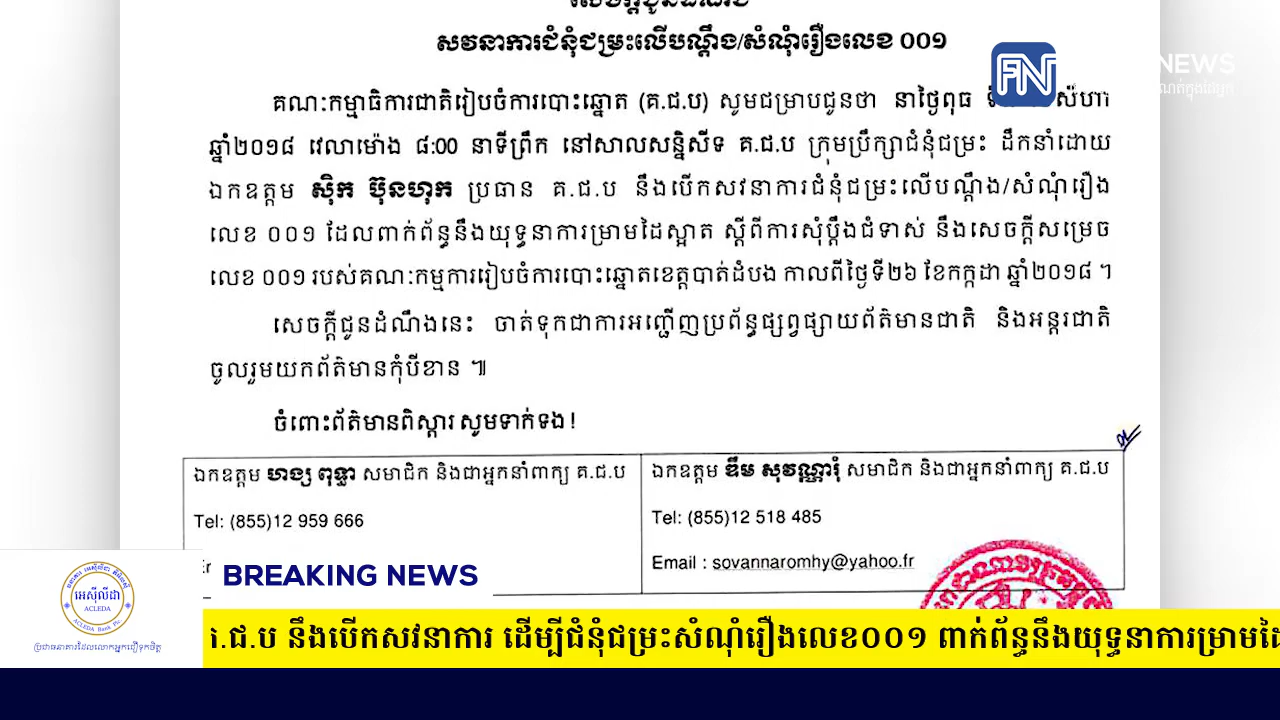 សវនាការជំនុំជម្រះលើបណ្តឹង/សំណុំរឿងលេខ ០០១
NEWS
គណៈកម្មាធិការជាតិរៀបចំការបោះឆ្នោត (គ.ជ.ប) សូមជម្រាបជូនថា នាថ្ងៃពុធ
ឆ្នាំ២០១៨ វេលាម៉ោង ៨:00 នាទីព្រឹក នៅសាលសន្និសីទ គ.ជ.ប ក្រុមប្រឹក្សាជំនុំជម្រះ ដឹកនាំដោយ
ឯកឧត្តម ស៊ិក ប៊ុនហុក ប្រធាន គ.ជ.ប នឹងបើកសវនាការជំនុំជម្រះលើបណ្តឹង/សំណុំរឿង
លេខ ០០១ ដែលពាក់ព័ន្ធនឹងយុទ្ធនាការម្រាមដៃស្អាត ស្តីពីការសុំប្តឹងជំទាស់ នឹងសេចក្តីសម្រេច
លេខ ០០១ របស់គណៈកម្មការរៀបចំការបោះឆ្នោតខេត្តបាត់ដំបង កាលពីថ្ងៃទី២៦ ខែកក្កដា ឆ្នាំ២០១៨ ។
សេចក្តីជូនដំណឹងនេះ ចាត់ទុកជាការអញ្ជើញប្រព័ន្ធផ្សព្វផ្សាយព័ត៌មានជាតិ និងអន្តរជាតិ
ចូលរួមយកព័ត៌មានកុំបីខាន ៕
ចំពោះព័ត៌មានពិស្តារ សូមទាក់ទង !
ឯកឧត្តម ហង្ស ពុទ្ធា សមាជិក និងជាអ្នកនាំពាក្យ គ.ជ.ប
Tel: (855)12 959 666
ឯកឧត្តម ឌឹម សុវណ្ណារុំ សមាជិក និងជាអ្នកនាំពាក្យ គ.ជ.ប
Tel: (855)12 518 485
Email : sovannaromhy@yahoo.fr
BREAKING NEWS
អេស៊ីលីដា
ACLEDA
ACLEDA Bank Plc.
ប្រជាធនាគារដែលលោកអ្នកជឿទុកចិត្ត
គ.ជ.ប នឹងបើកសវនាការ ដើម្បីជំនុំជម្រះសំណុំរឿងលេខ០០១ ពាក់ព័ន្ធនឹងយុទ្ធនាការម្រាមដៃ